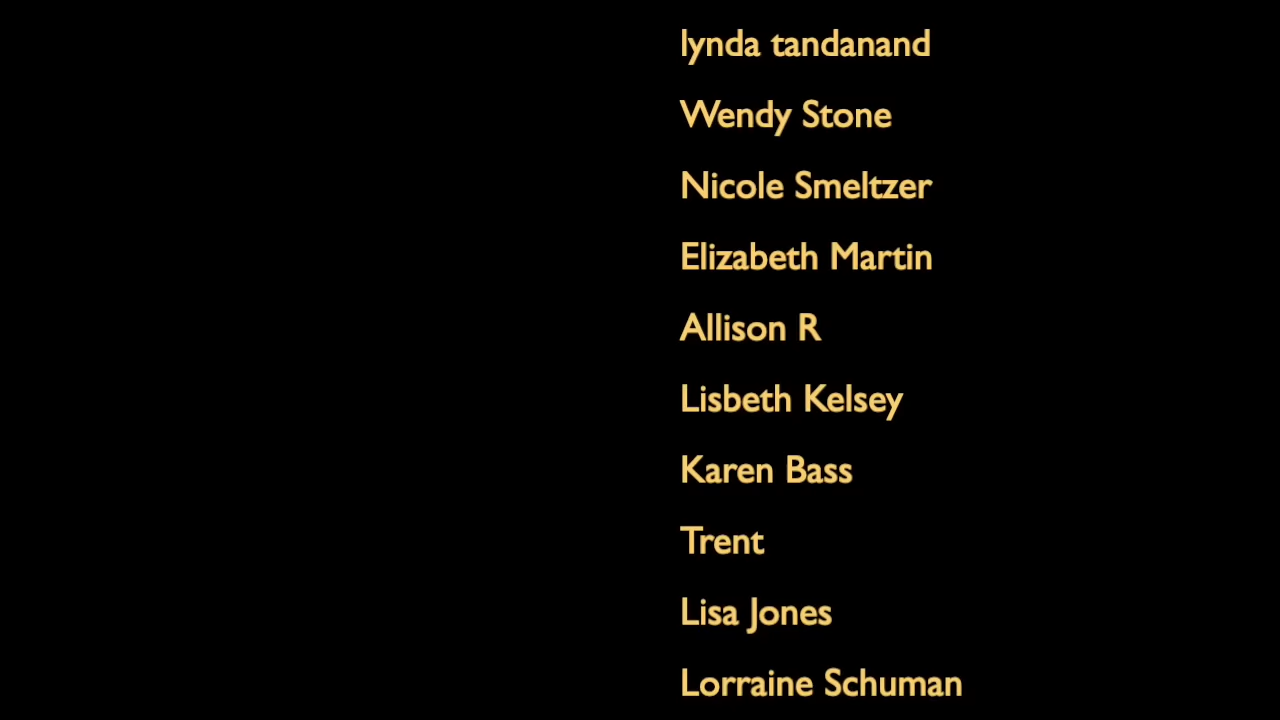 lynda tandanand
Wendy Stone
Nicole Smeltzer
Elizabeth Martin
Allison R
Lisbeth Kelsey
Karen Bass
Trent
Lisa Jones
Lorraine Schuman